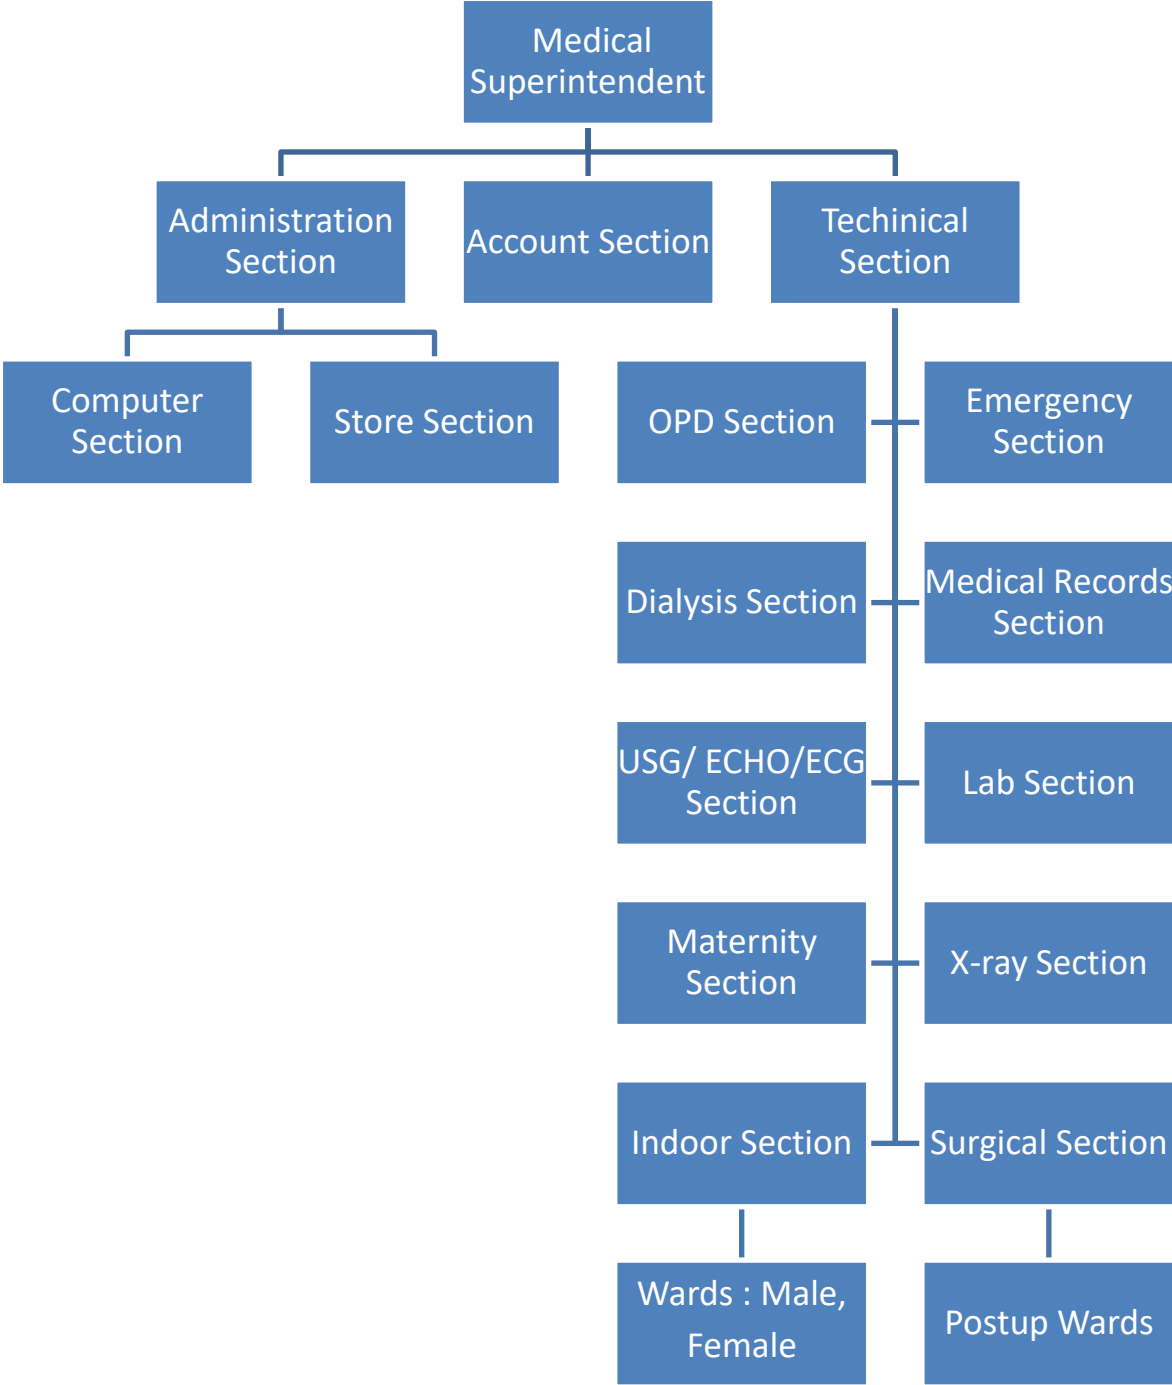 Medical
Superintendent
Administration
Section
Account Section
Techinical
Section
Computer
Section
Store Section
OPD Section
Emergency
Section
Dialysis Section
Medical Records
Section
USG/ ECHO/ECG
Section
Lab Section
Maternity
Section
X-ray Section
Indoor Section
Surgical Section
Wards : Male,
Female
Postup Wards